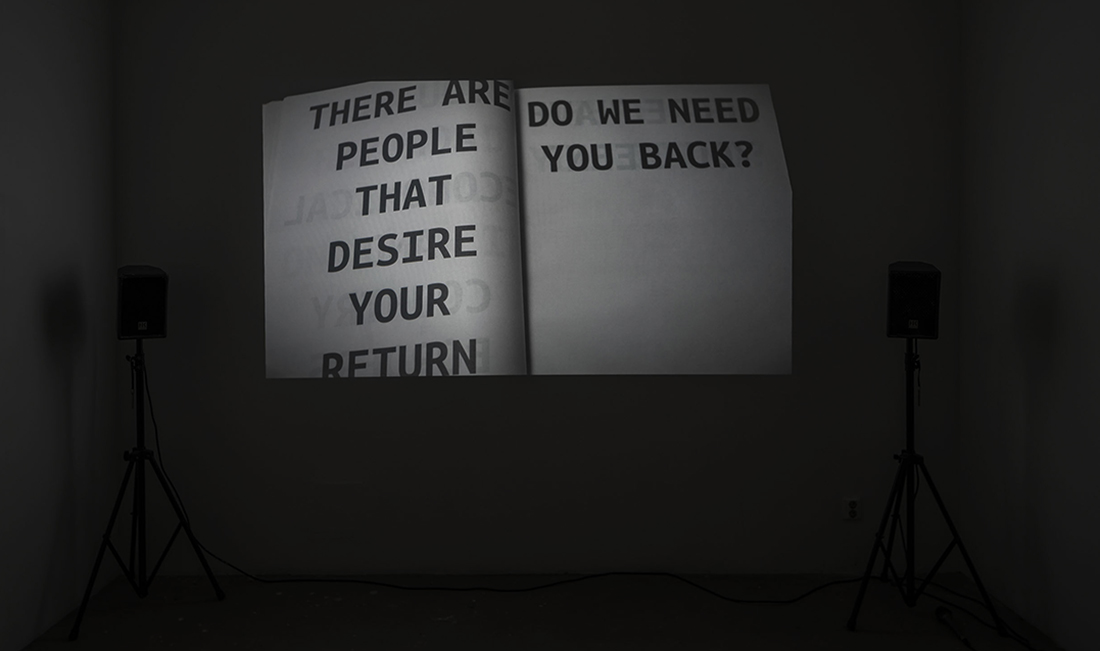 THERE ARE
PEOPLE
THAT
DESIRE
YOUR
RETURN
DO WE NEED
YOU BACK?